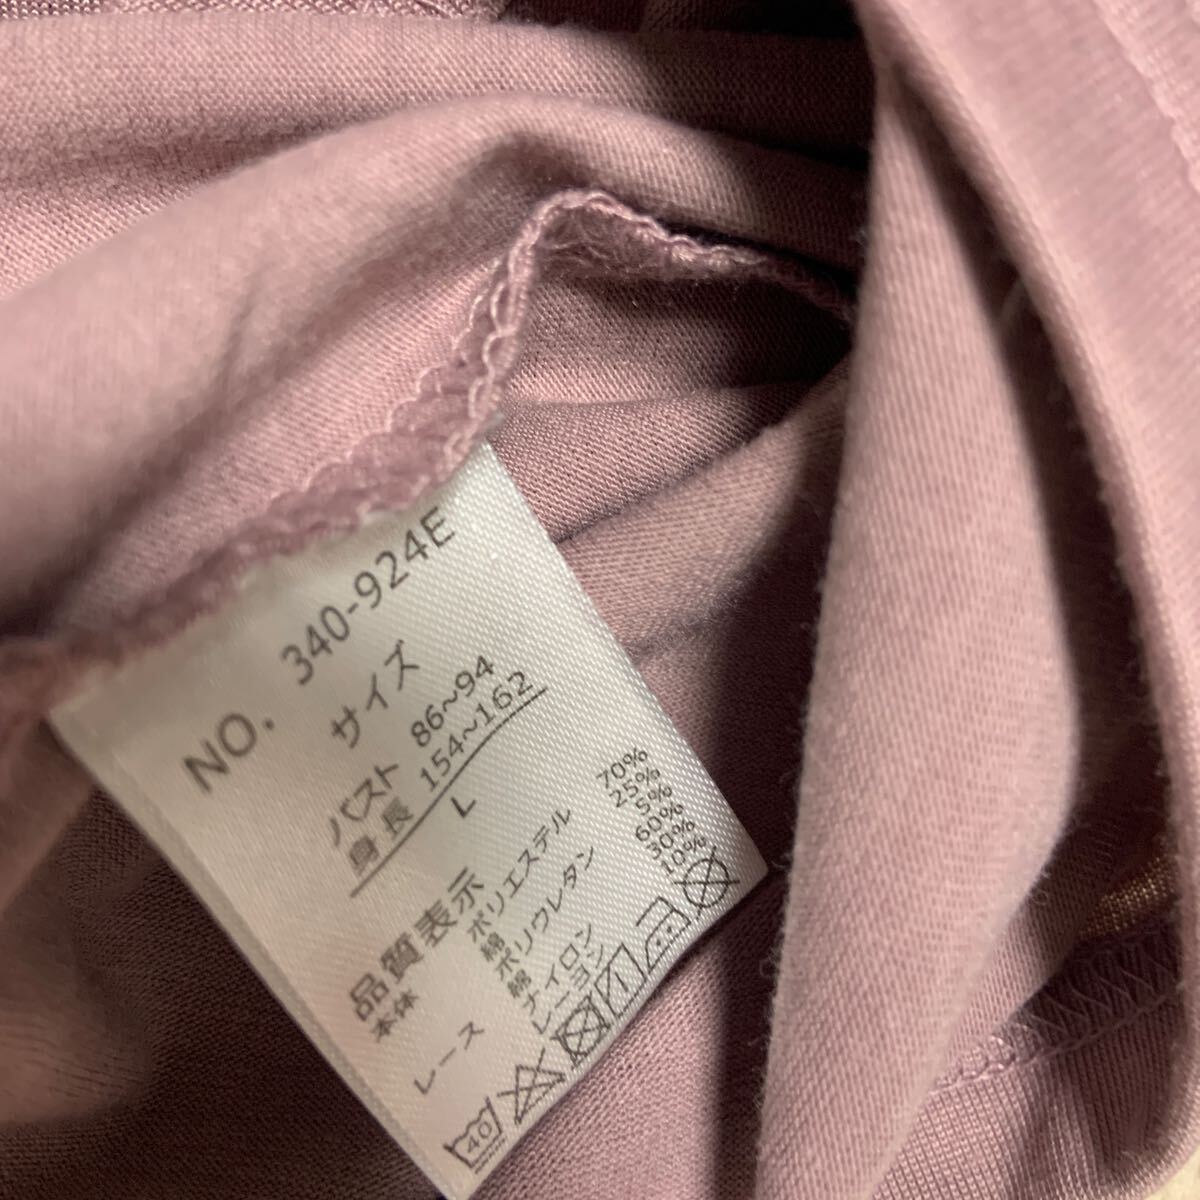 NO. 340-924E
サイズ
バスト 86~94
身長 154~162
L
品質表示
本体 ポリエステル 70%
綿 25%
ポリウレタン 5%
レース 綿 60%
ナイロン 30%
レーヨン 10%
40